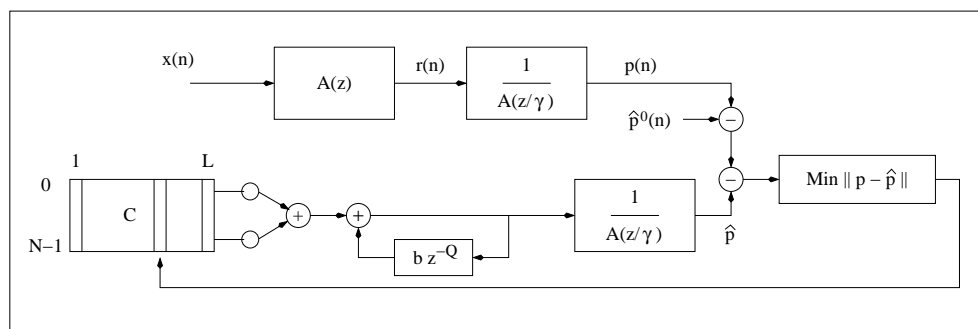 x(n)
A(z)
r(n)
1
A(z/γ)
p(n)
p̂⁰(n)
−
1
L
0
C
N−1
+
+
b z⁻Q
1
A(z/γ)
−
p̂
Min || p − p̂ ||